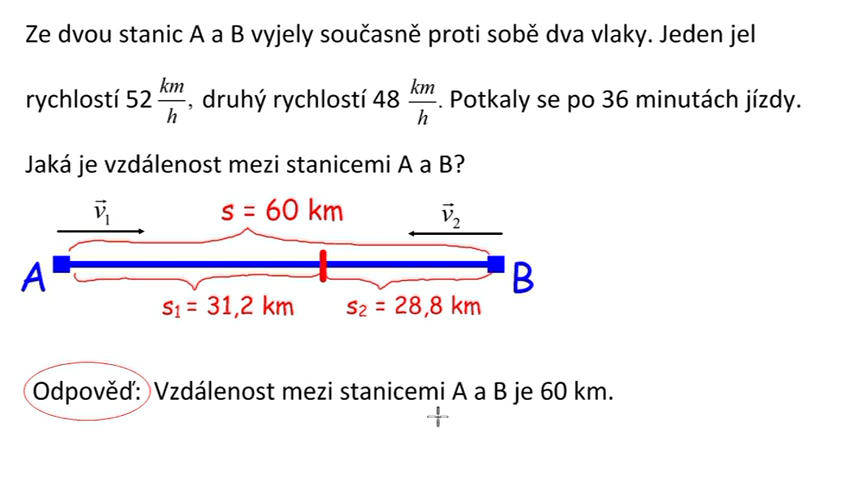 Ze dvou stanic A a B vyjely současně proti sobě dva vlaky. Jeden jel
rychlostí 52 km/h, druhý rychlostí 48 km/h. Potkaly se po 36 minutách jízdy.
Jaká je vzdálenost mezi stanicemi A a B?
v⃗₁ s = 60 km v⃗₂
A B
s₁ = 31,2 km s₂ = 28,8 km
Odpověď: Vzdálenost mezi stanicemi A a B je 60 km.